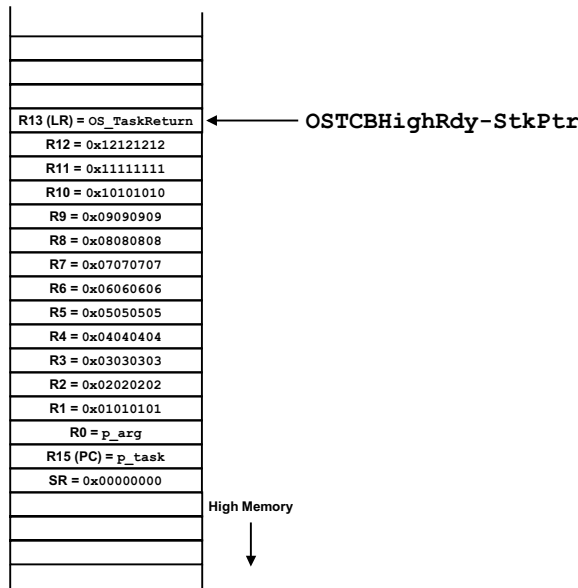 R13 (LR) = OS_TaskReturn
OSTCBHighRdy-StkPtr
R12 = 0x12121212
R11 = 0x11111111
R10 = 0x10101010
R9 = 0x09090909
R8 = 0x08080808
R7 = 0x07070707
R6 = 0x06060606
R5 = 0x05050505
R4 = 0x04040404
R3 = 0x03030303
R2 = 0x02020202
R1 = 0x01010101
R0 = p_arg
R15 (PC) = p_task
SR = 0x00000000
High Memory